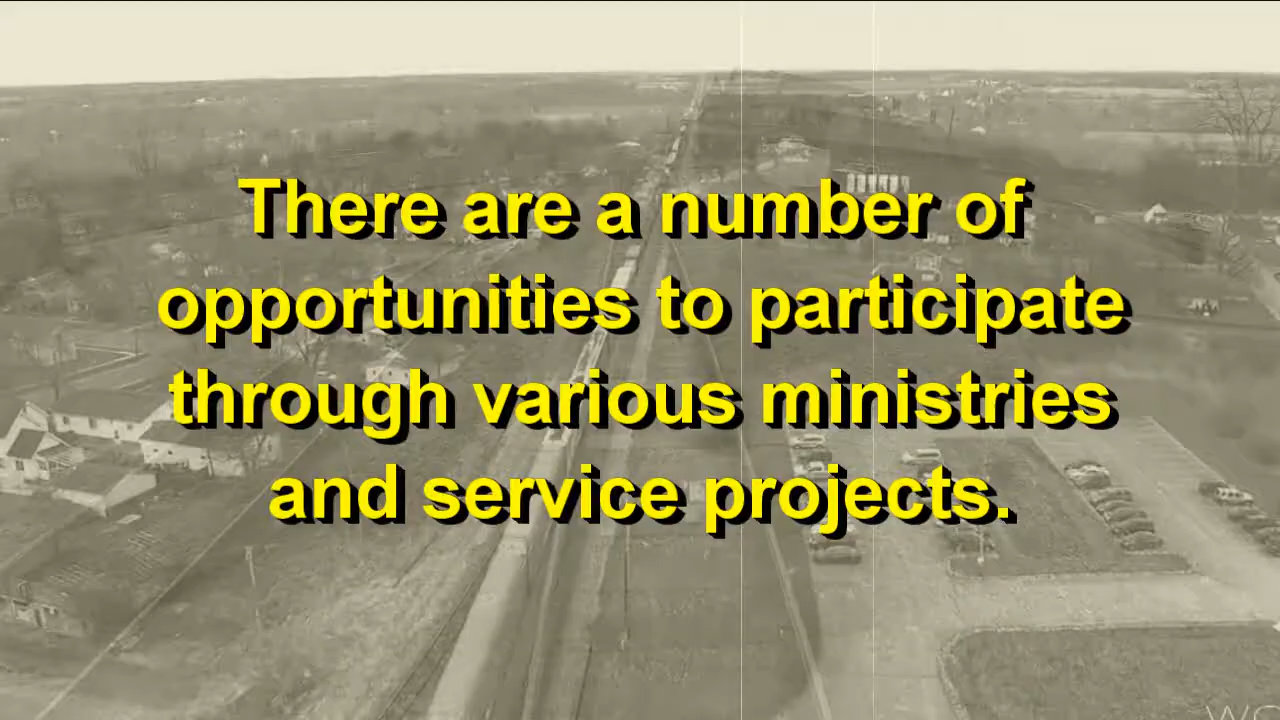 There are a number of
opportunities to participate
through various ministries
and service projects.